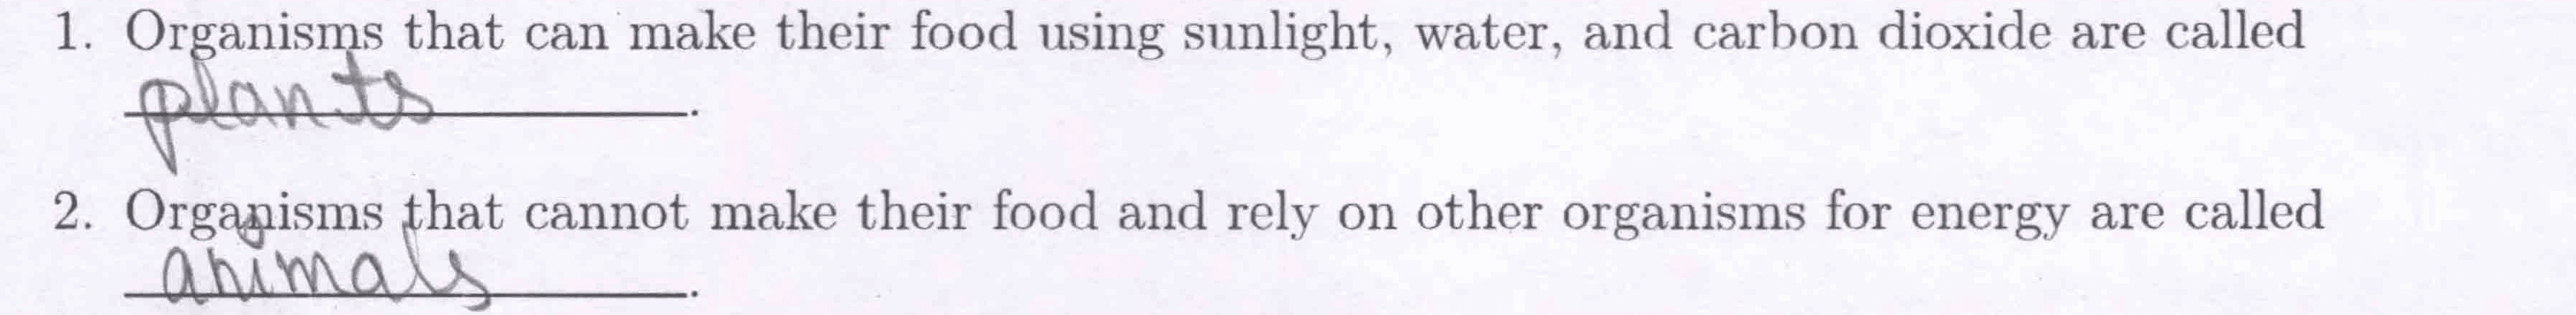 1. Organisms that can make their food using sunlight, water, and carbon dioxide are called
plants.
2. Organisms that cannot make their food and rely on other organisms for energy are called
animals.